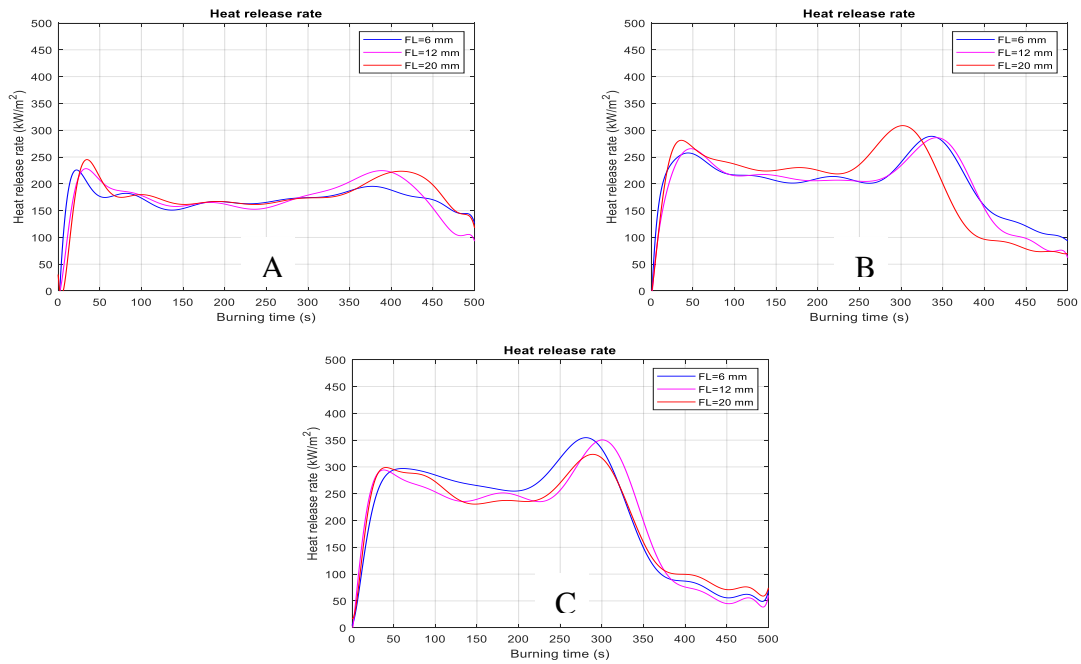 Heat release rate
500
450
400
350
300
250
200
150
100
50
0
Heat release rate (kW/m²)
FL=6 mm
FL=12 mm
FL=20 mm
A
0 50 100 150 200 250 300 350 400 450 500
Burning time (s)
Heat release rate
500
450
400
350
300
250
200
150
100
50
0
Heat release rate (kW/m²)
FL=6 mm
FL=12 mm
FL=20 mm
B
0 50 100 150 200 250 300 350 400 450 500
Burning time (s)
Heat release rate
500
450
400
350
300
250
200
150
100
50
0
Heat release rate (kW/m²)
FL=6 mm
FL=12 mm
FL=20 mm
C
0 50 100 150 200 250 300 350 400 450 500
Burning time (s)